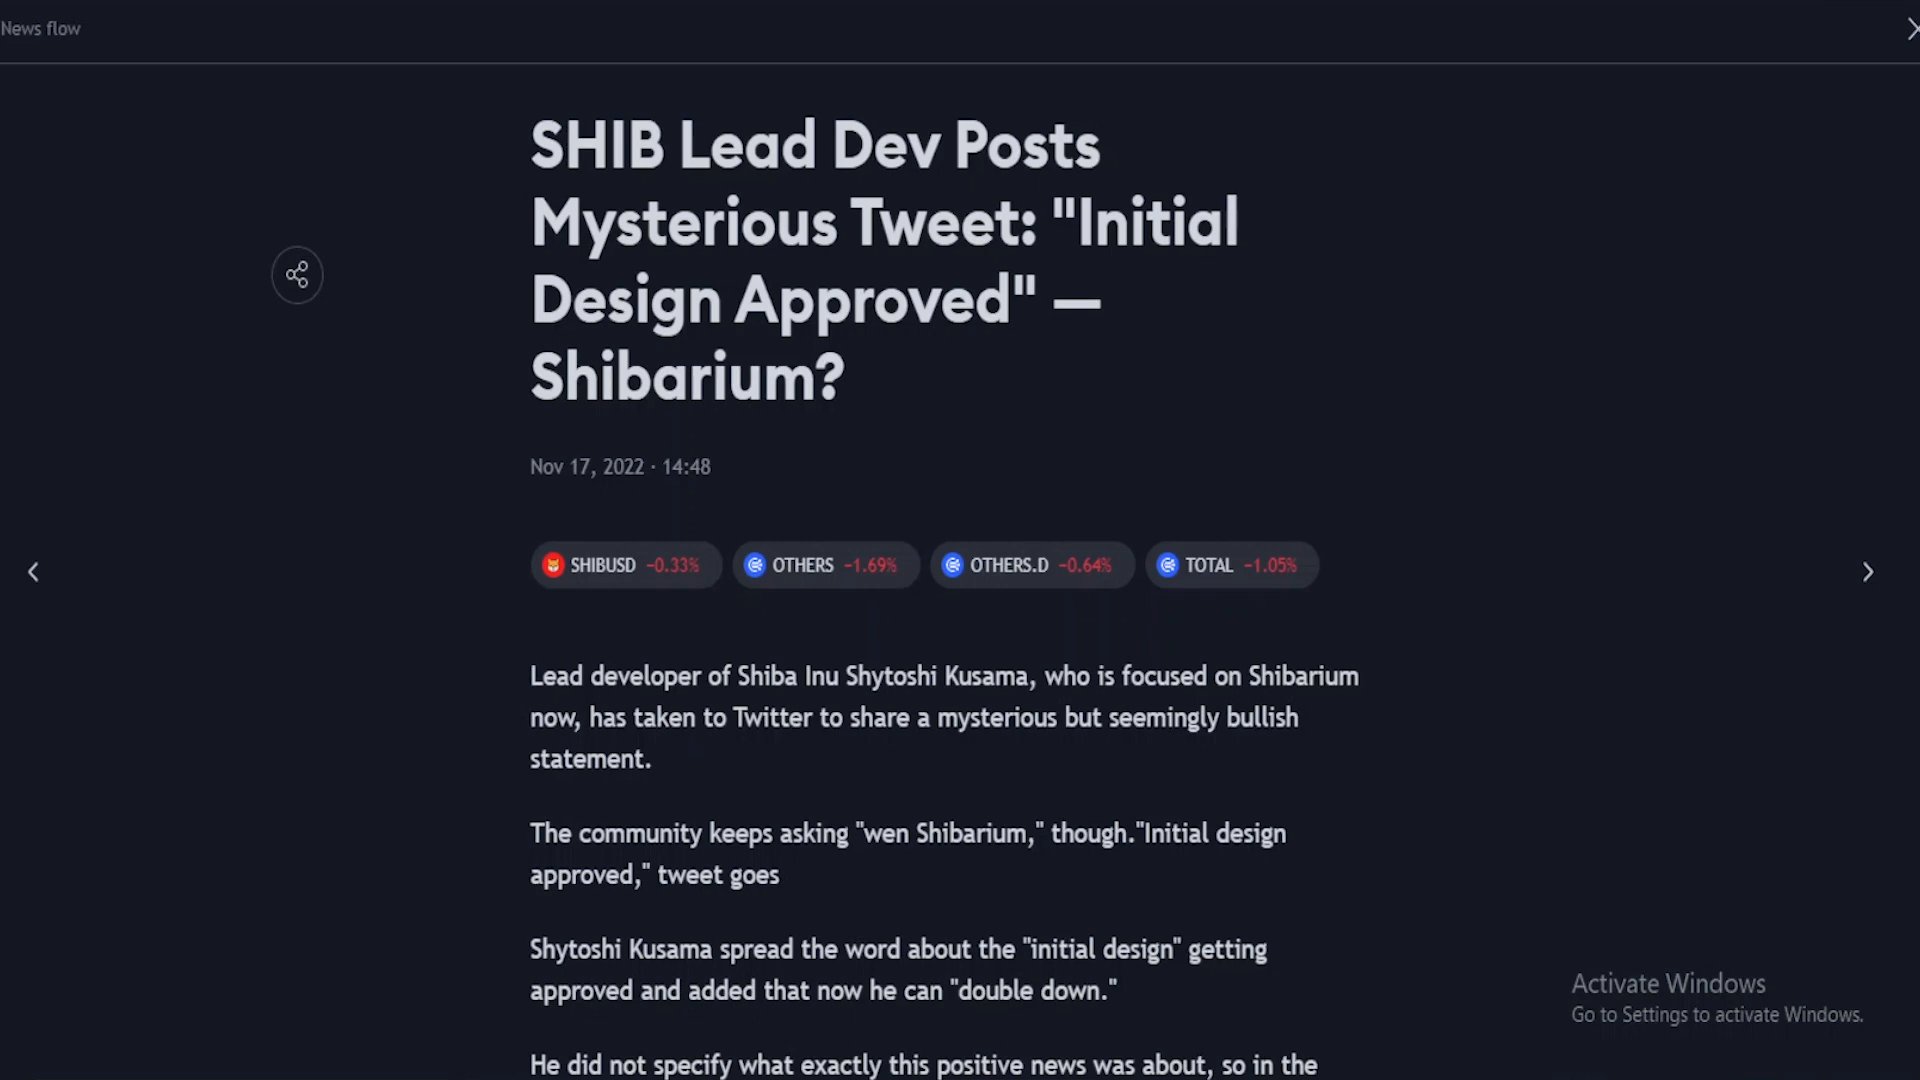 News flow
SHIB Lead Dev Posts
Mysterious Tweet: "Initial
Design Approved" —
Shibarium?
Nov 17, 2022 · 14:48
SHIBUSD −0.33% OTHERS −1.69% OTHERS.D −0.64% TOTAL −1.05%
Lead developer of Shiba Inu Shytoshi Kusama, who is focused on Shibarium
now, has taken to Twitter to share a mysterious but seemingly bullish
statement.
The community keeps asking "wen Shibarium," though."Initial design
approved," tweet goes
Shytoshi Kusama spread the word about the "initial design" getting
approved and added that now he can "double down."
He did not specify what exactly this positive news was about, so in the
Activate Windows
Go to Settings to activate Windows.